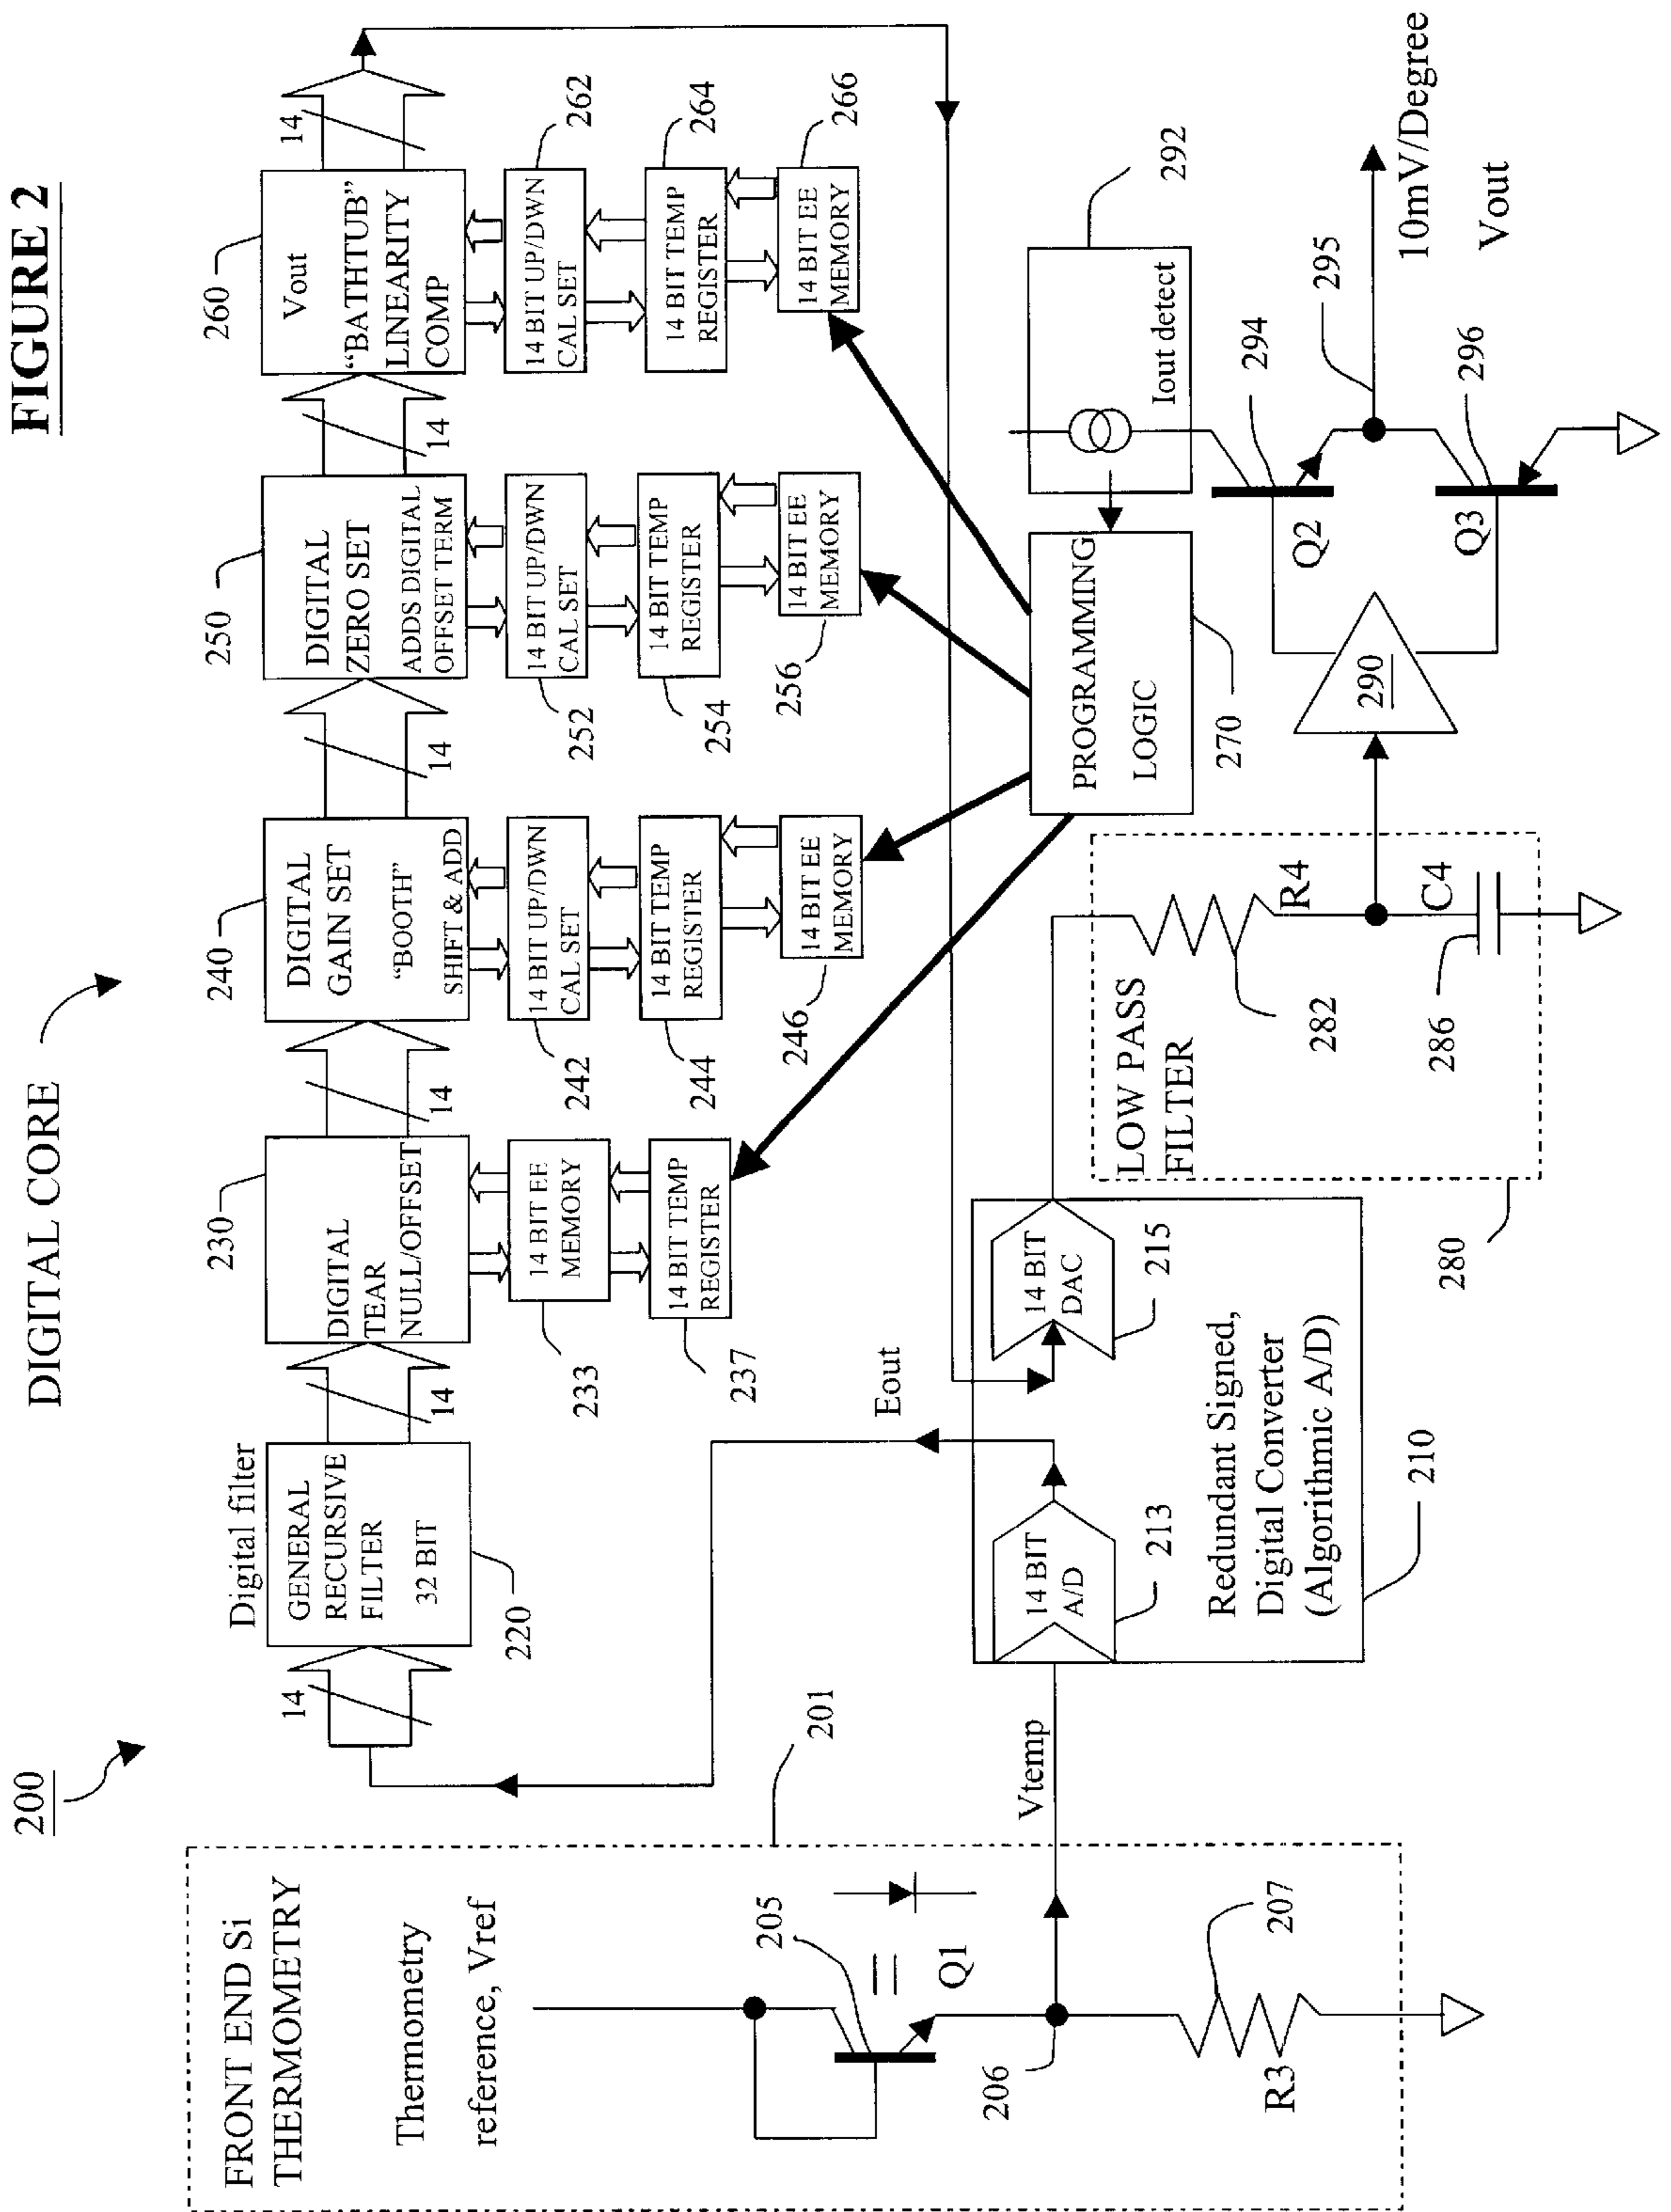 FIGURE 2
DIGITAL CORE
200
Digital filter
GENERAL
RECURSIVE
FILTER
32 BIT
220
14
14
230
DIGITAL
TEAR
NULL/OFFSET
14 BIT EE
MEMORY
233
14 BIT TEMP
REGISTER
237
14
240
DIGITAL
GAIN SET
“BOOTH”
SHIFT & ADD
14 BIT UP/DWN
CAL SET
242
14 BIT TEMP
REGISTER
244
14 BIT EE
MEMORY
246
14
250
DIGITAL
ZERO SET
ADDS DIGITAL
OFFSET TERM
14 BIT UP/DWN
CAL SET
252
14 BIT TEMP
REGISTER
254
14 BIT EE
MEMORY
256
14
260
Vout
“BATHTUB”
LINEARITY
COMP
14 BIT UP/DWN
CAL SET
262
14 BIT TEMP
REGISTER
264
14 BIT EE
MEMORY
266
14
FRONT END Si
THERMOMETRY
Thermometry
reference, Vref
205
=
Q1
206
207
R3
201
Vtemp
14 BIT
A/D
213
Eout
14 BIT
DAC
215
Redundant Signed,
Digital Converter
(Algorithmic A/D)
210
LOW PASS
FILTER
R4
282
C4
286
280
PROGRAMMING
LOGIC
270
290
Iout detect
292
Q2
294
Q3
296
295
10mV/Degree
Vout